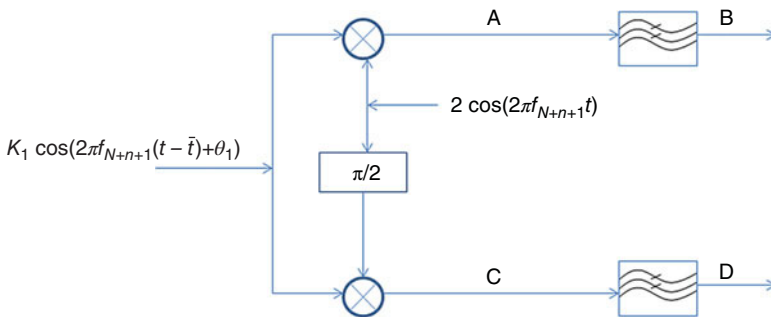 A
B
2 cos(2πf_{N+n+1}t)
K_1 cos(2πf_{N+n+1}(t − t̄)+θ_1)
π/2
C
D